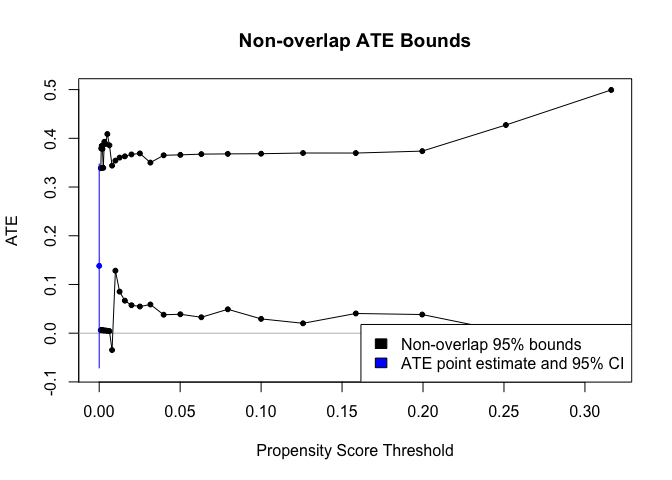 Non-overlap ATE Bounds
ATE
0.5
0.4
0.3
0.2
0.1
0.0
-0.1
Non-overlap 95% bounds
ATE point estimate and 95% CI
0.00 0.05 0.10 0.15 0.20 0.25 0.30
Propensity Score Threshold